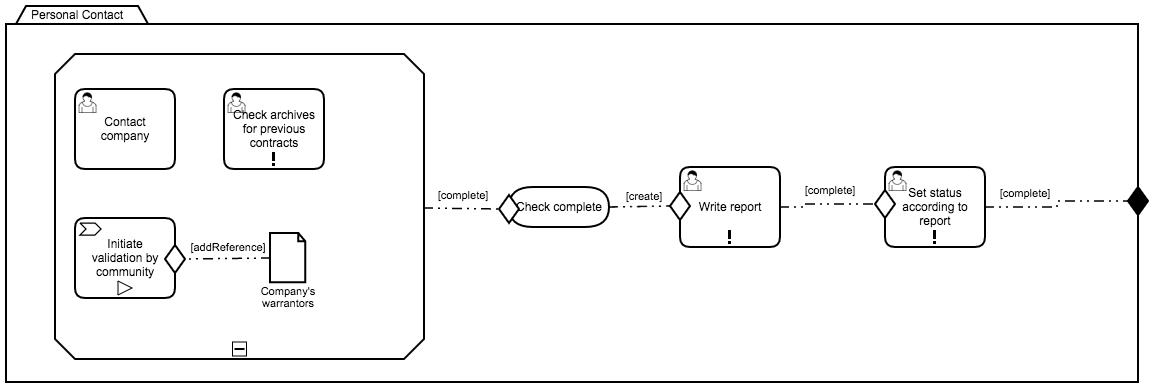 Personal Contact
Contact
company
Check archives
for previous
contracts
!
Initiate
validation by
community
[addReference]
Company's
warrantors
[complete]
Check complete
[create]
Write report
!
[complete]
Set status
according to
report
!
[complete]